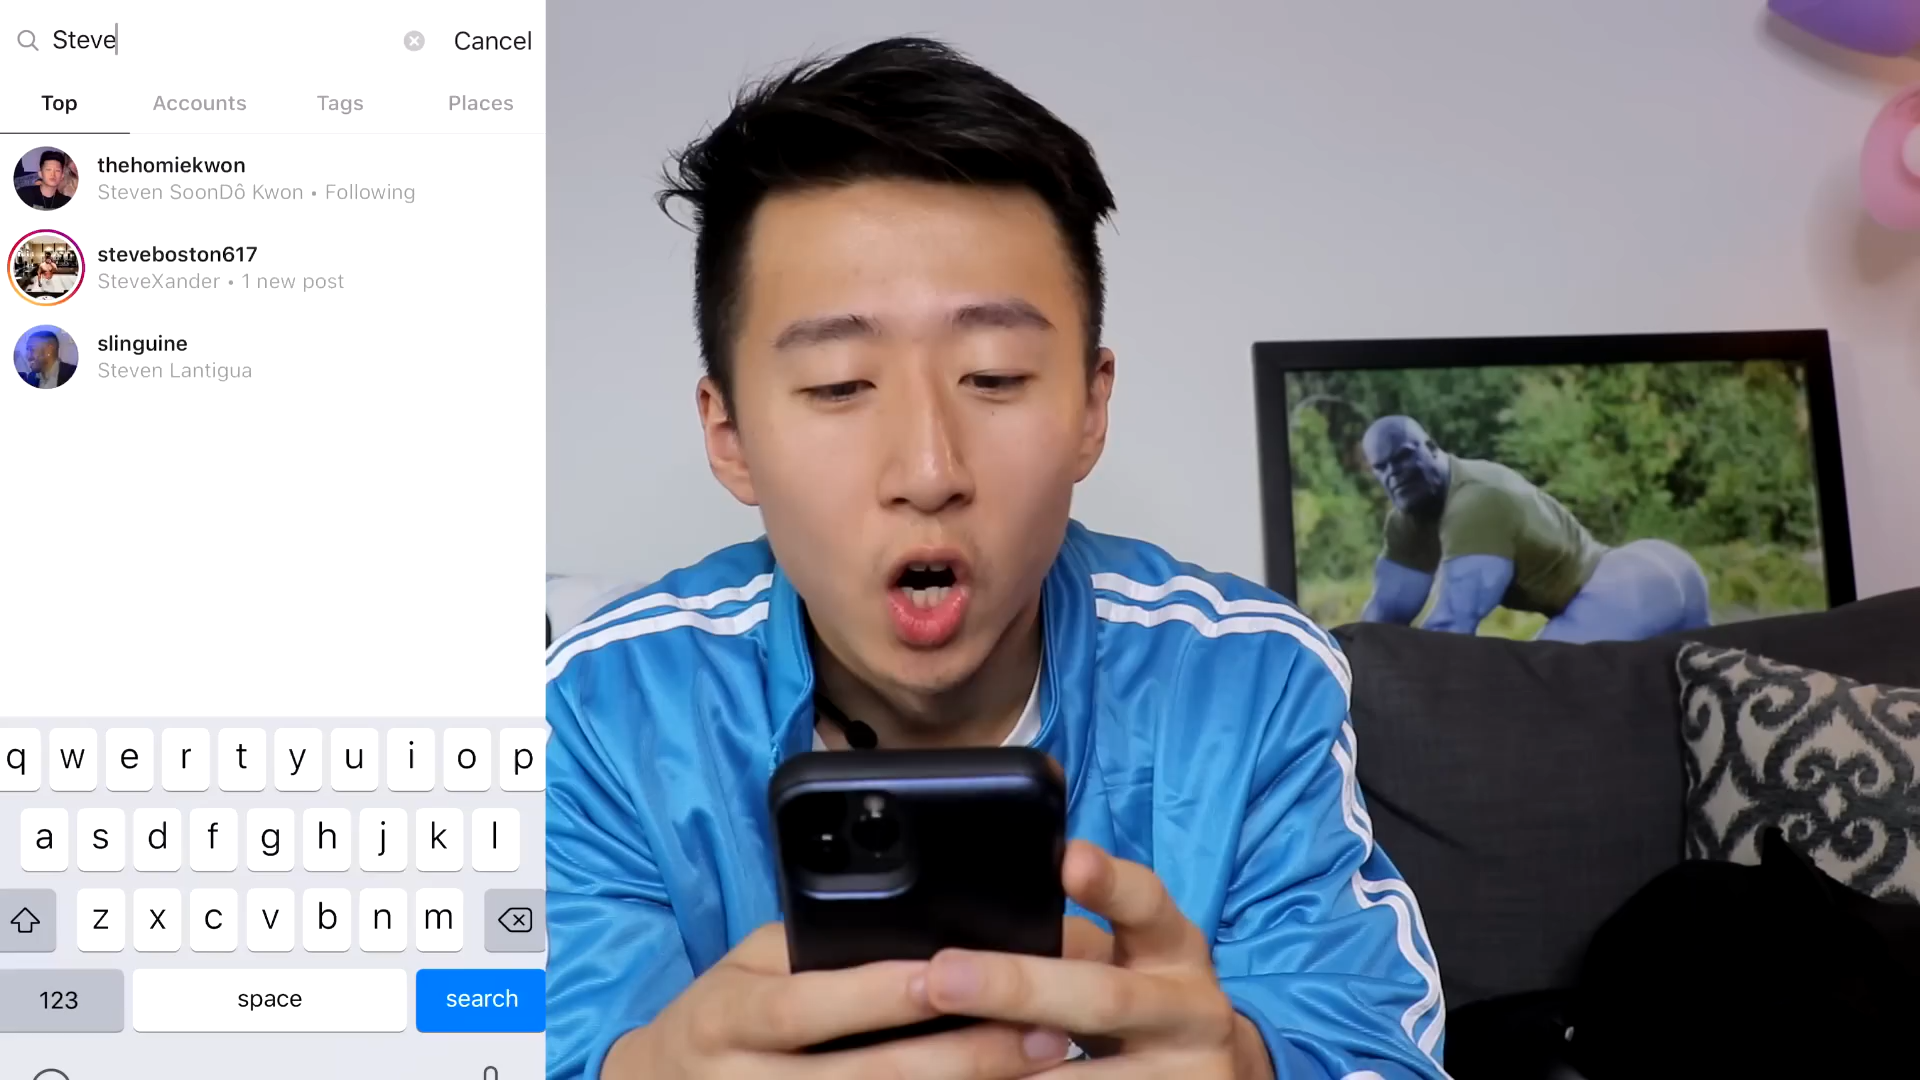 Steve
Cancel
Top
Accounts
Tags
Places
thehomiekwon
Steven SoonDô Kwon • Following
steveboston617
SteveXander • 1 new post
slinguine
Steven Lantigua
q w e r t y u i o p
a s d f g h j k l
z x c v b n m
123
space
search